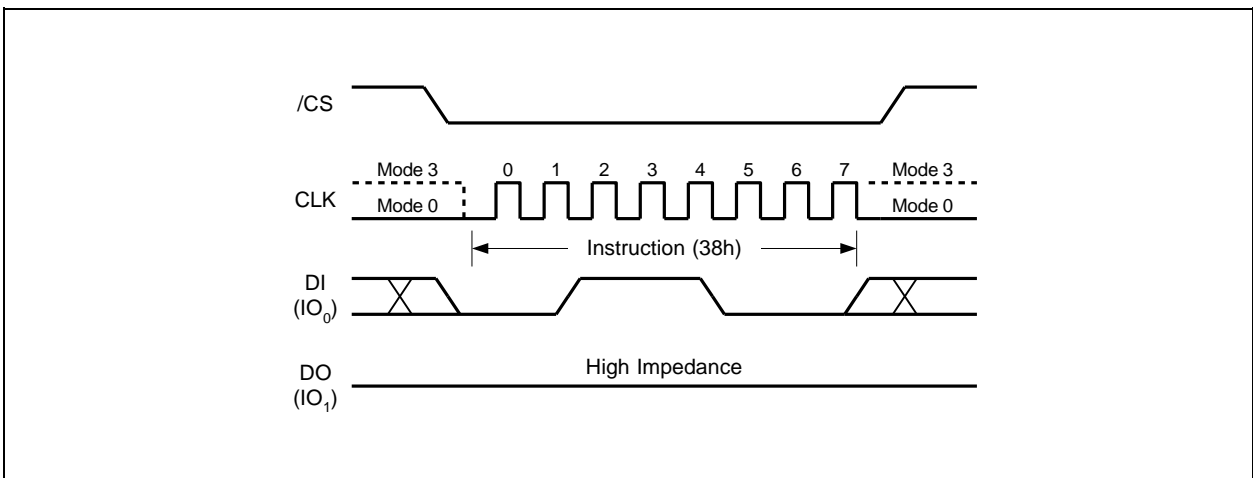 /CS
Mode 3 0 1 2 3 4 5 6 7 Mode 3
CLK
Mode 0 Mode 0
Instruction (38h)
DI
(IO0)
High Impedance
DO
(IO1)